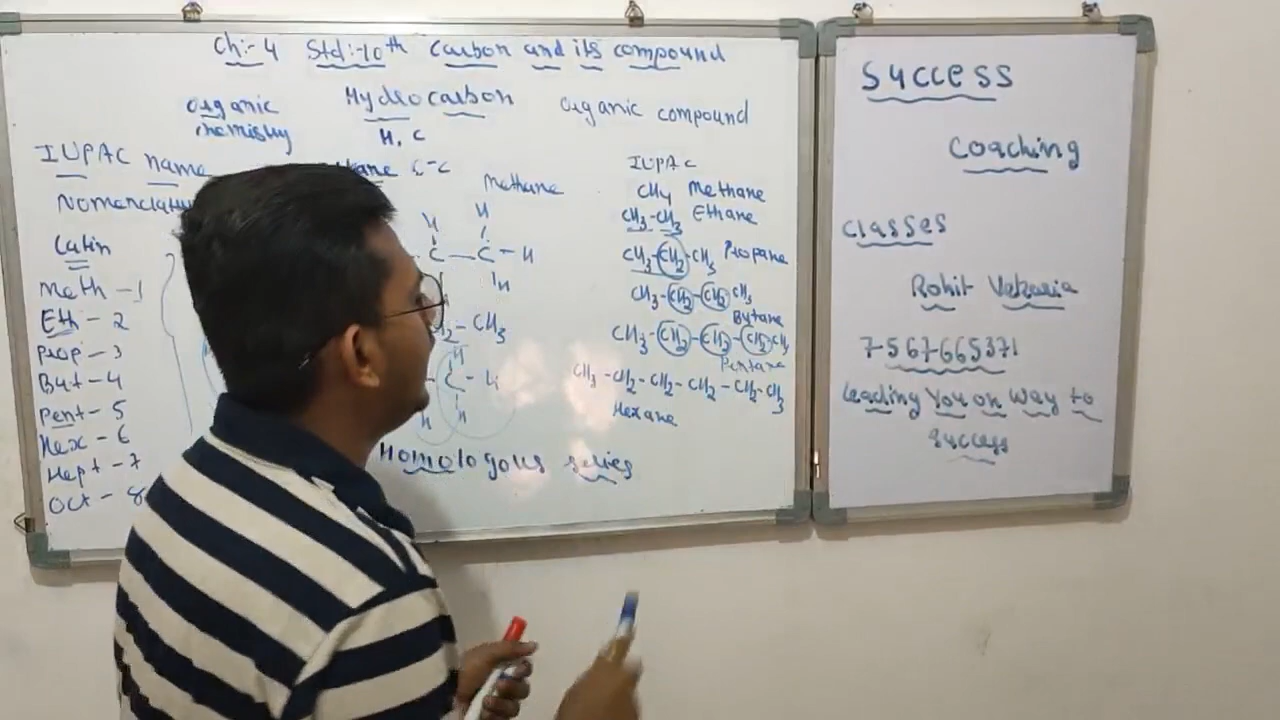 Ch:- 4 Std:-10th Carbon and its compound
organic chemistry
Hydrocarbon
H, C
organic compound
IUPAC name
Nomenclatu
Latin
Meth - 1
Eth - 2
Prop - 3
But - 4
Pent - 5
Hex - 6
Hept - 7
Oct - 8
C-C
Methane
H H
C — C - H
H
- CH3
H
- C -
H H
Homologous series
IUPAC
CH4 Methane
CH3-CH3 Ethane
CH3-CH2-CH3 Propane
CH3-CH2-CH2 CH3
Butane
CH3-CH2-CH2-CH2 CH3
Pentane
CH3-CH2-CH2-CH2-CH2-CH3
Hexane
Success
Coaching
Classes
Rohit Vekaria
7567665371
Leading You on Way to
Success